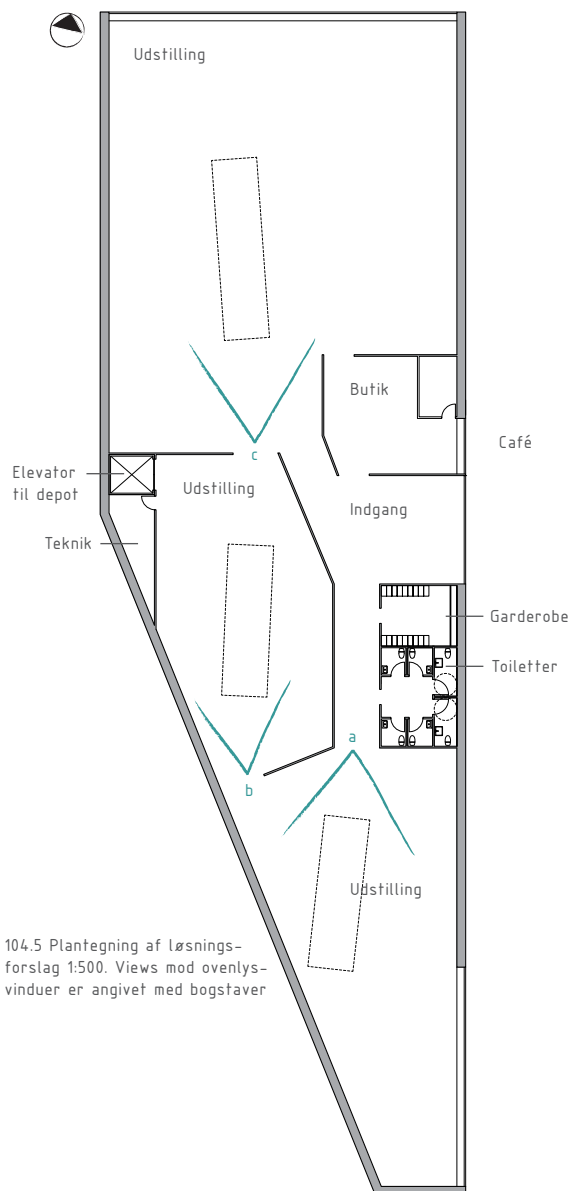 Udstilling
Butik
Café
c
Elevator
til depot
Udstilling
Indgang
Teknik
Garderobe
Toiletter
a
b
Udstilling
104.5 Plantegning af løsnings-
forslag 1:500. Views mod ovenlys-
vinduer er angivet med bogstaver